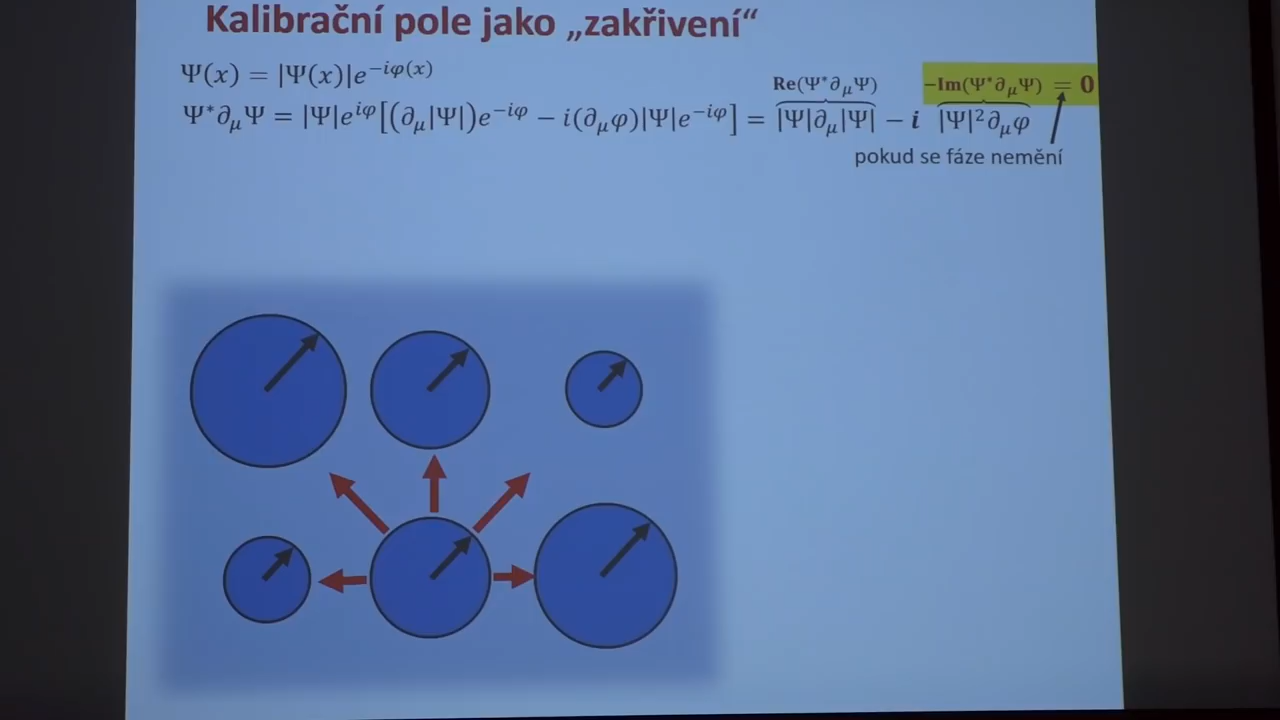 Kalibrační pole jako „zakřivení“
Ψ(x) = |Ψ(x)|e^{−iφ(x)}
Re(Ψ*∂_μΨ) −Im(Ψ*∂_μΨ) = 0
Ψ*∂_μΨ = |Ψ|e^{iφ}[(∂_μ|Ψ|)e^{−iφ} − i(∂_μφ)|Ψ|e^{−iφ}] = |Ψ|∂_μ|Ψ| − i |Ψ|²∂_μφ
pokud se fáze nemění